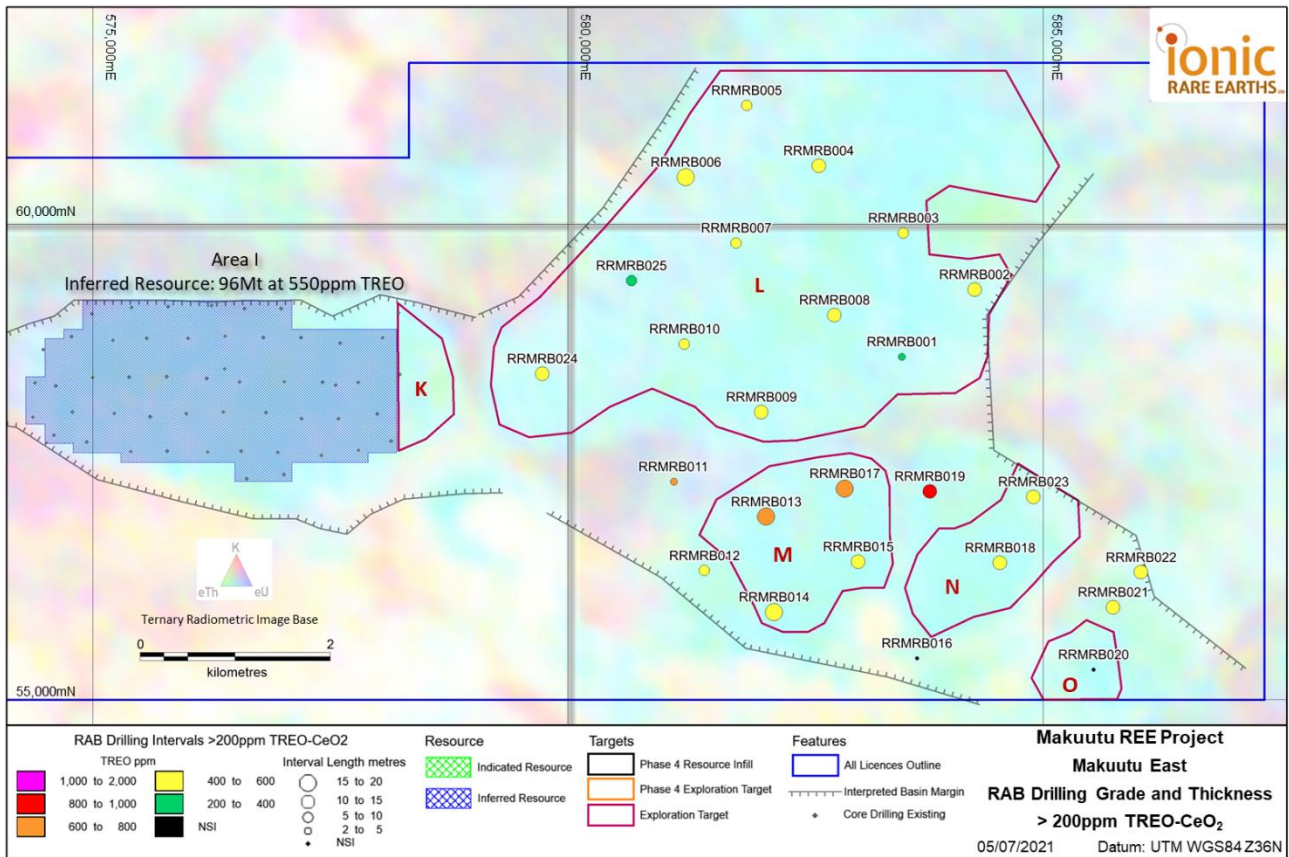 575,000mE
580,000mE
585,000mE
ionic
RARE EARTHS
RRMRB005
RRMRB004
RRMRB006
60,000mN
RRMRB003
RRMRB007
Area I
Inferred Resource: 96Mt at 550ppm TREO
RRMRB025
L
RRMRB002
RRMRB008
RRMRB010
RRMRB001
RRMRB024
K
RRMRB009
RRMRB011
RRMRB017
RRMRB019
RRMRB023
RRMRB013
M
RRMRB012
RRMRB015
RRMRB018
RRMRB022
N
RRMRB014
RRMRB021
RRMRB016
RRMRB020
O
K
eTh
eU
Ternary Radiometric Image Base
0 2
kilometres
55,000mN
RAB Drilling Intervals >200ppm TREO-CeO2
TREO ppm
1,000 to 2,000
800 to 1,000
600 to 800
400 to 600
200 to 400
NSI
Interval Length metres
15 to 20
10 to 15
5 to 10
2 to 5
NSI
Resource
Indicated Resource
Inferred Resource
Targets
Phase 4 Resource Infill
Phase 4 Exploration Target
Exploration Target
Features
All Licences Outline
Interpreted Basin Margin
Core Drilling Existing
Makuutu REE Project
Makuutu East
RAB Drilling Grade and Thickness
> 200ppm TREO-CeO₂
05/07/2021 Datum: UTM WGS84 Z36N